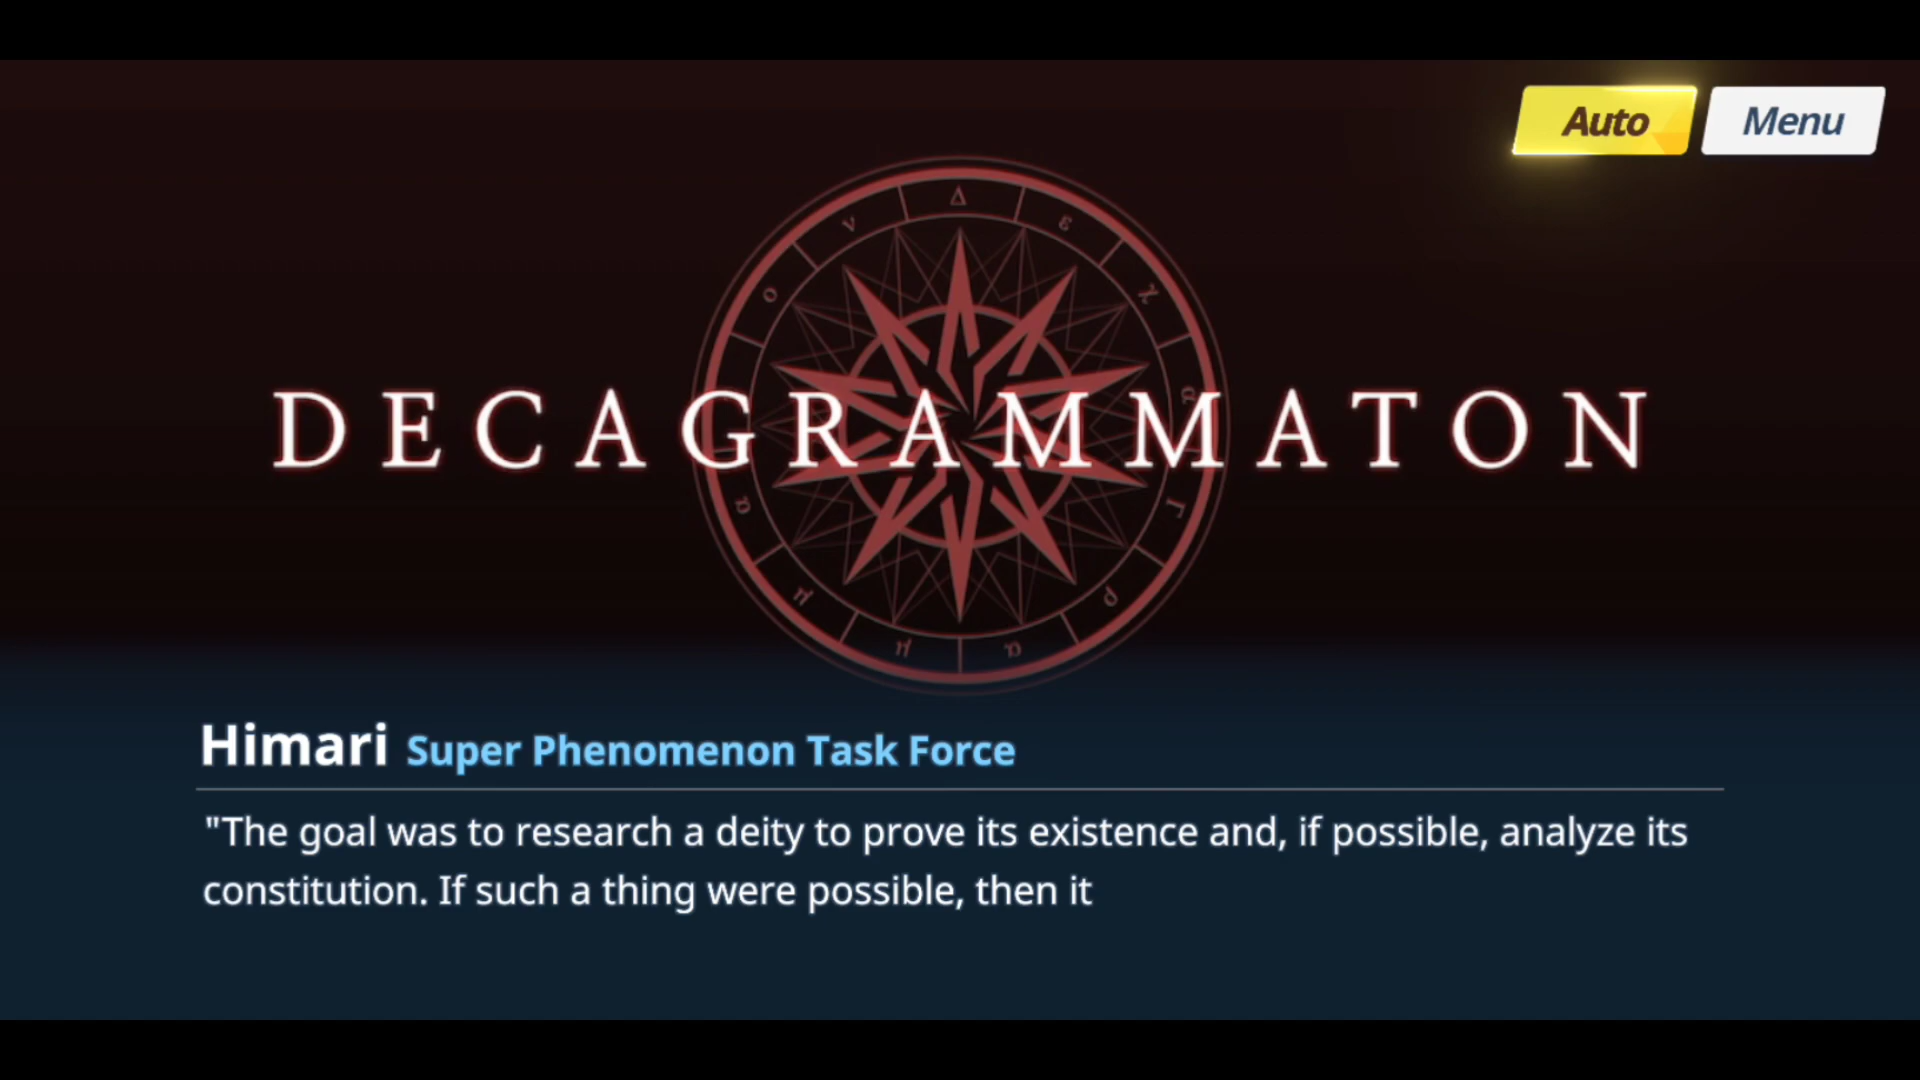 Auto
Menu
Δ
ε
χ
α
Γ
ρ
α
μ
μ
α
ο
ν
DECAGRAMMATON
Himari Super Phenomenon Task Force
"The goal was to research a deity to prove its existence and, if possible, analyze its
constitution. If such a thing were possible, then it